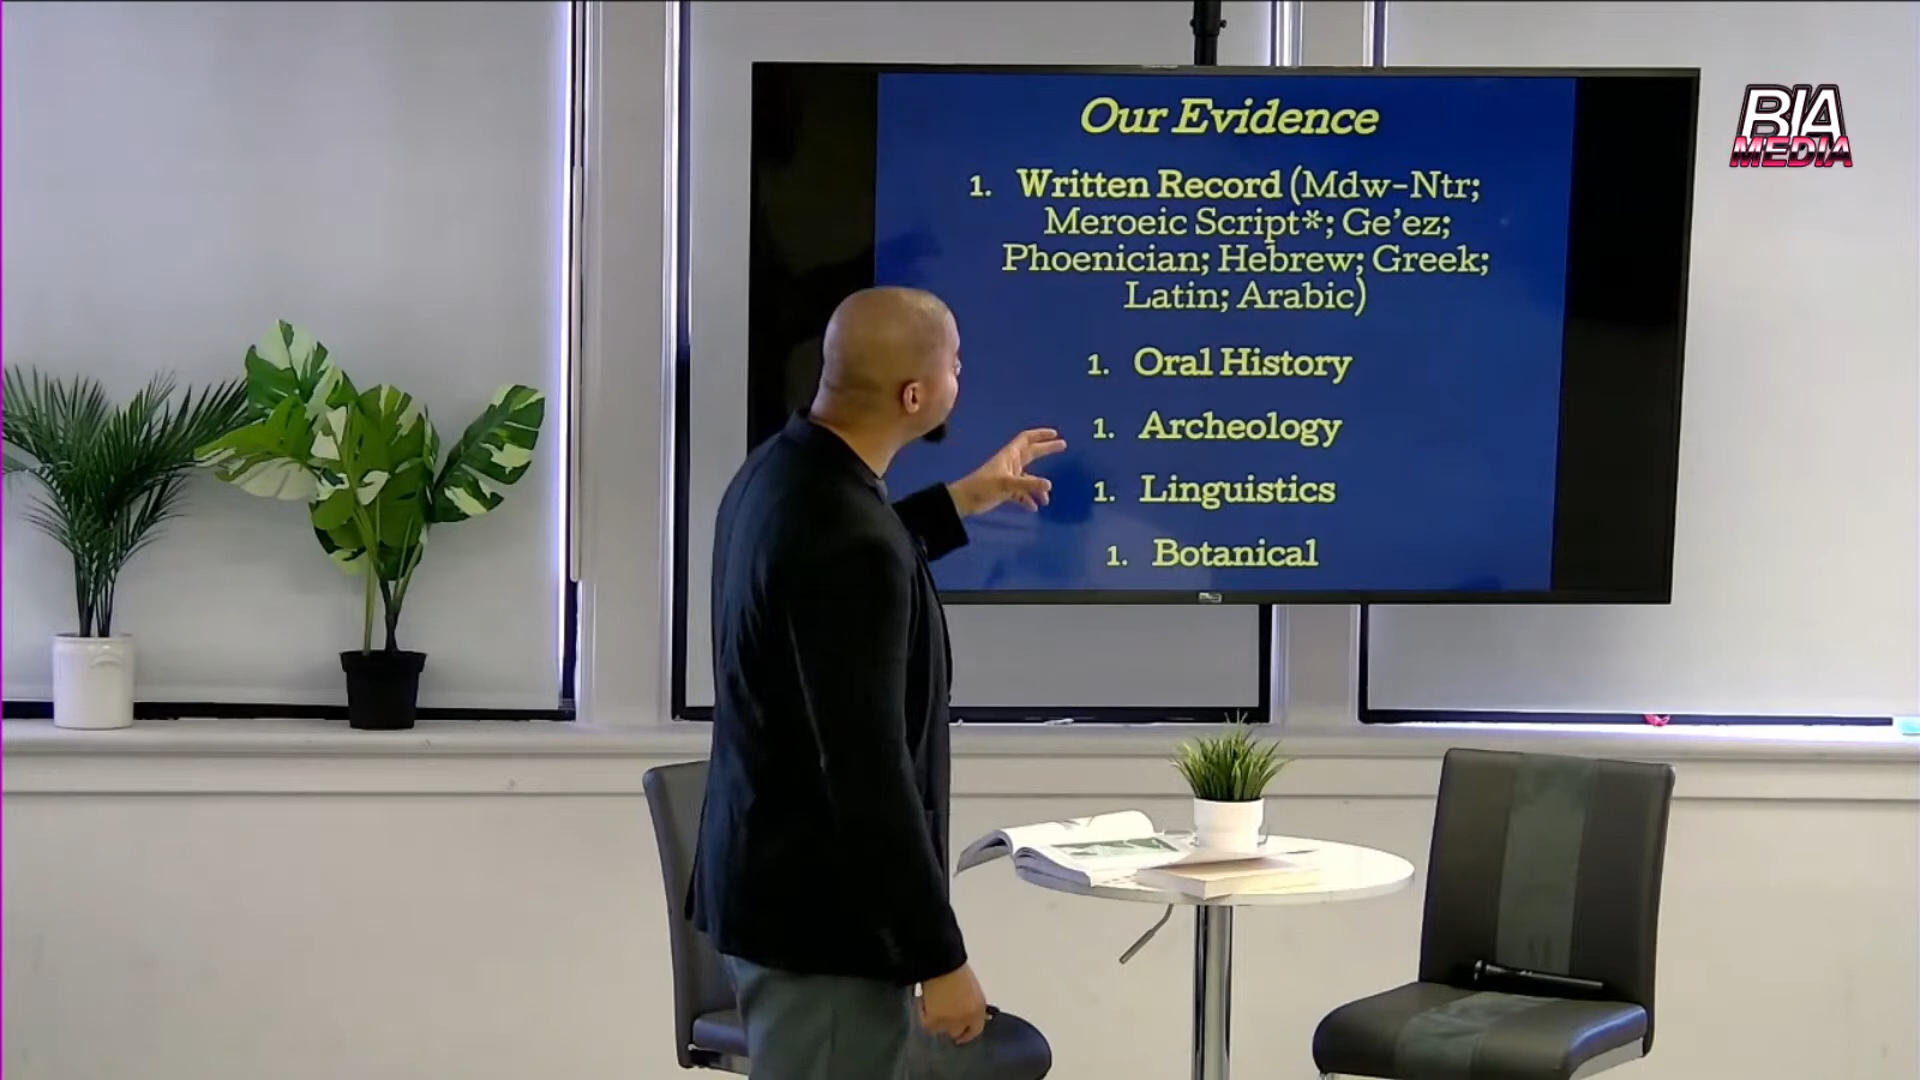 Our Evidence
1. Written Record (Mdw-Ntr;
Meroeic Script*; Ge'ez;
Phoenician; Hebrew; Greek;
Latin; Arabic)
1. Oral History
1. Archeology
1. Linguistics
1. Botanical
BIA
MEDIA